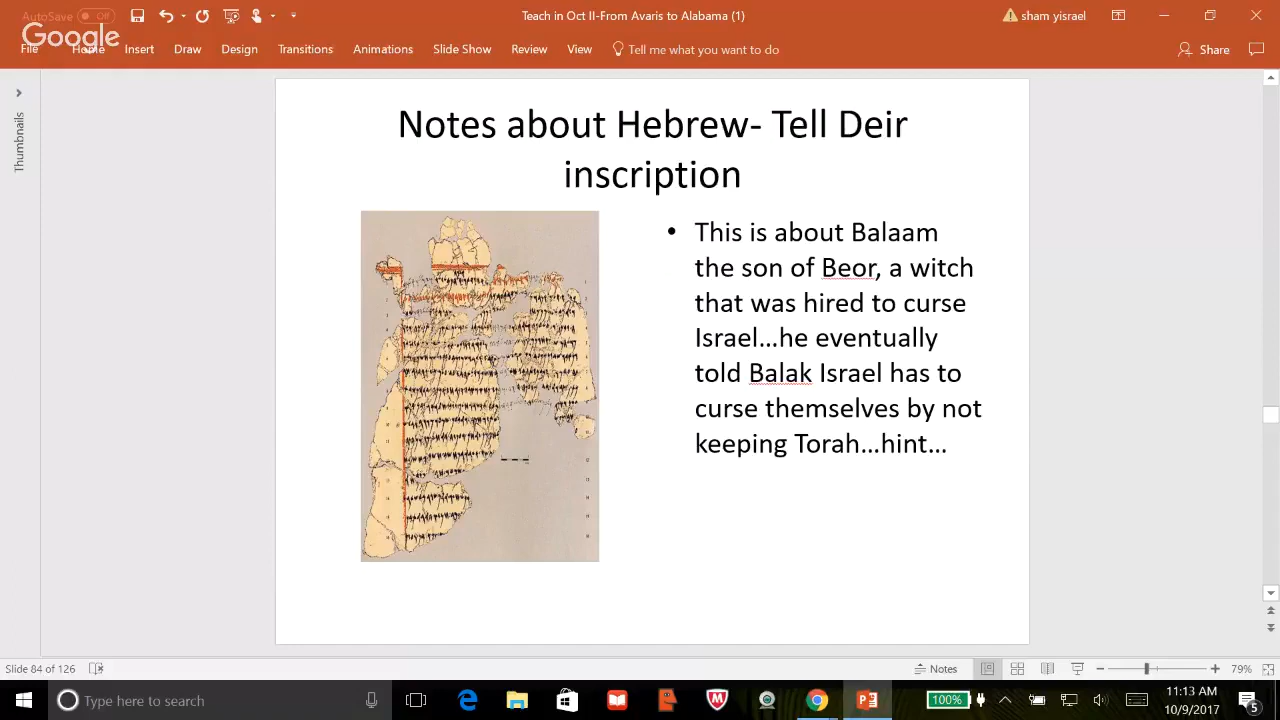 AutoSave Off
Teach in Oct II-From Avaris to Alabama (1)
sham yisrael
Google
File Home Insert Draw Design Transitions Animations Slide Show Review View Tell me what you want to do
Share
Thumbnails
Notes about Hebrew- Tell Deir
inscription
• This is about Balaam
the son of Beor, a witch
that was hired to curse
Israel...he eventually
told Balak Israel has to
curse themselves by not
keeping Torah...hint...
Slide 84 of 126
Notes
79%
Type here to search
100%
11:13 AM
10/9/2017
5